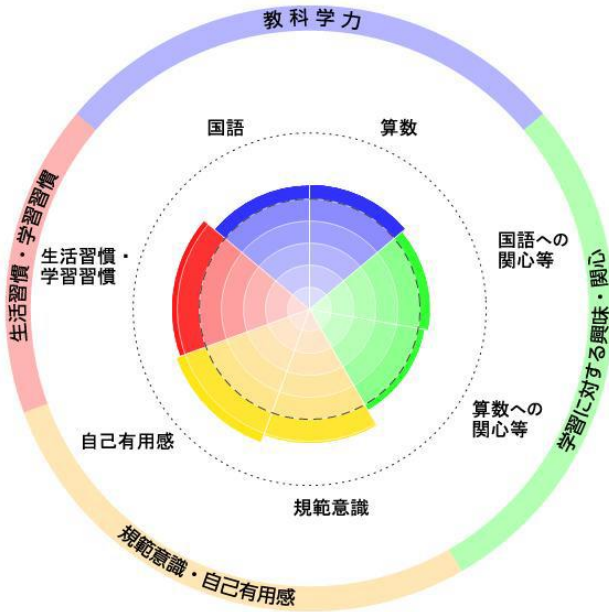 教科学力
国語
算数
生活習慣・学習習慣
生活習慣・
学習習慣
国語への
関心等
学習に対する興味・関心
算数への
関心等
自己有用感
規範意識
規範意識・自己有用感